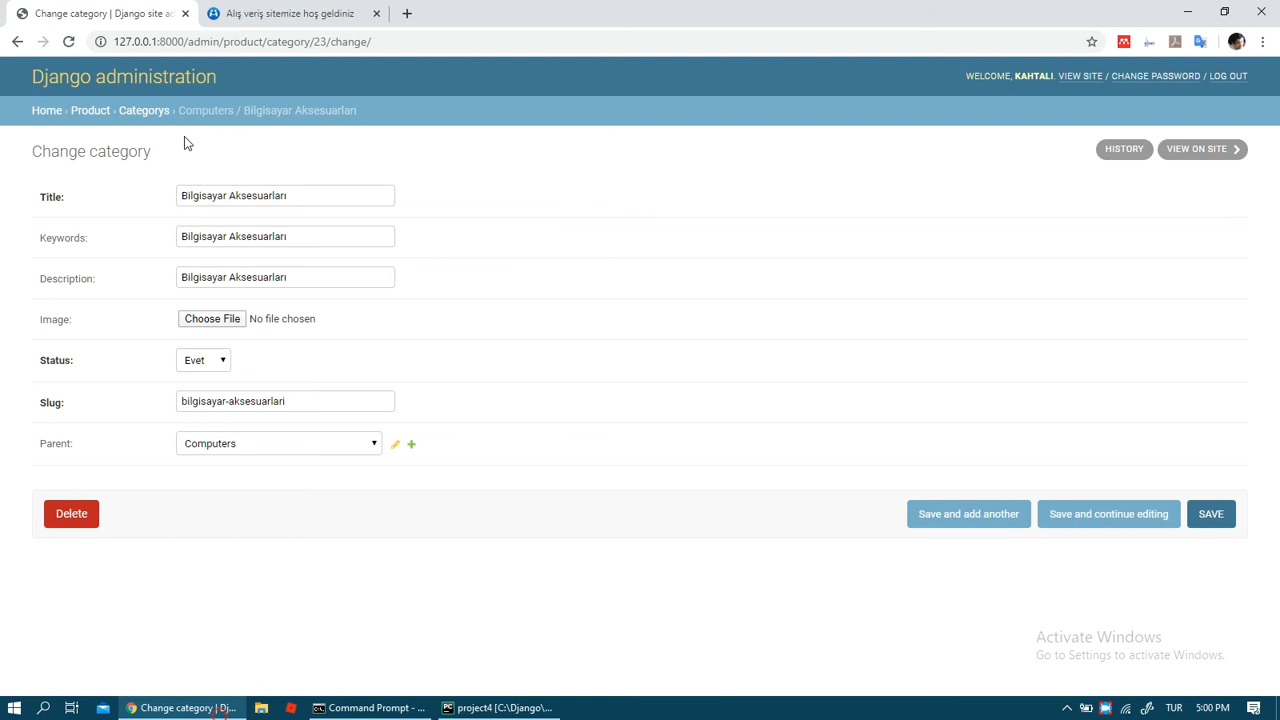 Change category | Django site ad
Alış veriş sitemize hoş geldiniz
127.0.0.1:8000/admin/product/category/23/change/
Django administration
WELCOME, KAHTALI. VIEW SITE / CHANGE PASSWORD / LOG OUT
Home › Product › Categorys › Computers / Bilgisayar Aksesuarları
Change category
HISTORY
VIEW ON SITE
Title:
Bilgisayar Aksesuarları
Keywords:
Bilgisayar Aksesuarları
Description:
Bilgisayar Aksesuarları
Image:
Choose File No file chosen
Status:
Evet
Slug:
bilgisayar-aksesuarlari
Parent:
Computers
Delete
Save and add another
Save and continue editing
SAVE
Activate Windows
Go to Settings to activate Windows.
Change category | Dj...
Command Prompt - ...
project4 [C:\Django\...
TUR
5:00 PM